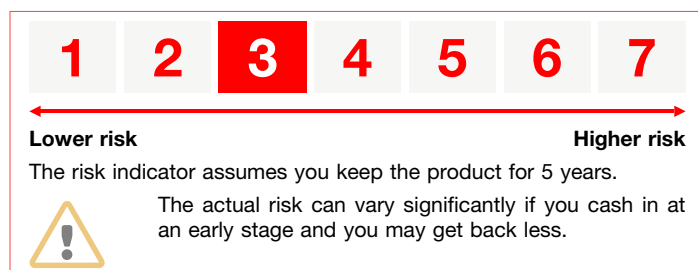 1 2 3 4 5 6 7
Lower risk Higher risk
The risk indicator assumes you keep the product for 5 years.
The actual risk can vary significantly if you cash in at
an early stage and you may get back less.